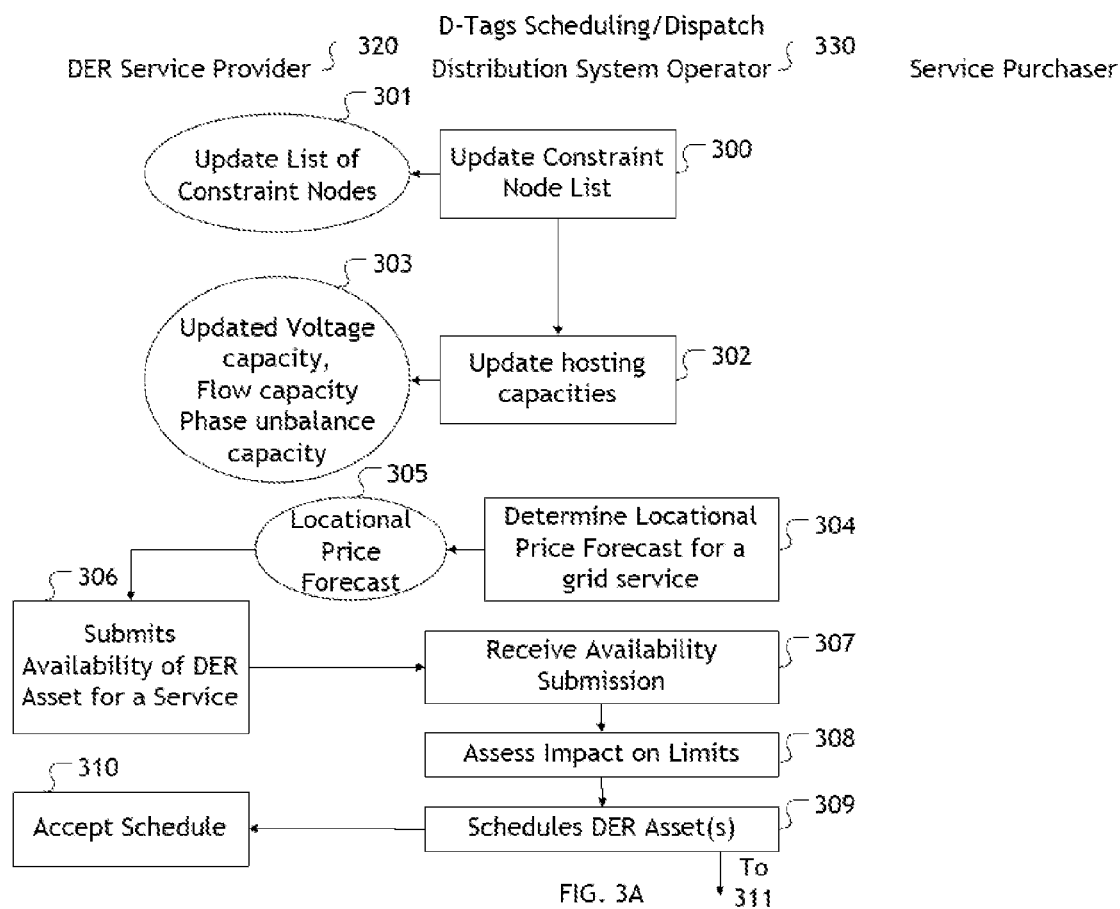 D-Tags Scheduling/Dispatch
320
330
DER Service Provider
Distribution System Operator
Service Purchaser
301
Update List of
Constraint Nodes
Update Constraint
Node List
300
303
Updated Voltage
capacity,
Flow capacity
Phase unbalance
capacity
Update hosting
capacities
302
305
Locational
Price
Forecast
Determine Locational
Price Forecast for a
grid service
304
306
Submits
Availability of DER
Asset for a Service
Receive Availability
Submission
307
Assess Impact on Limits
308
310
Accept Schedule
Schedules DER Asset(s)
309
To
311
FIG. 3A